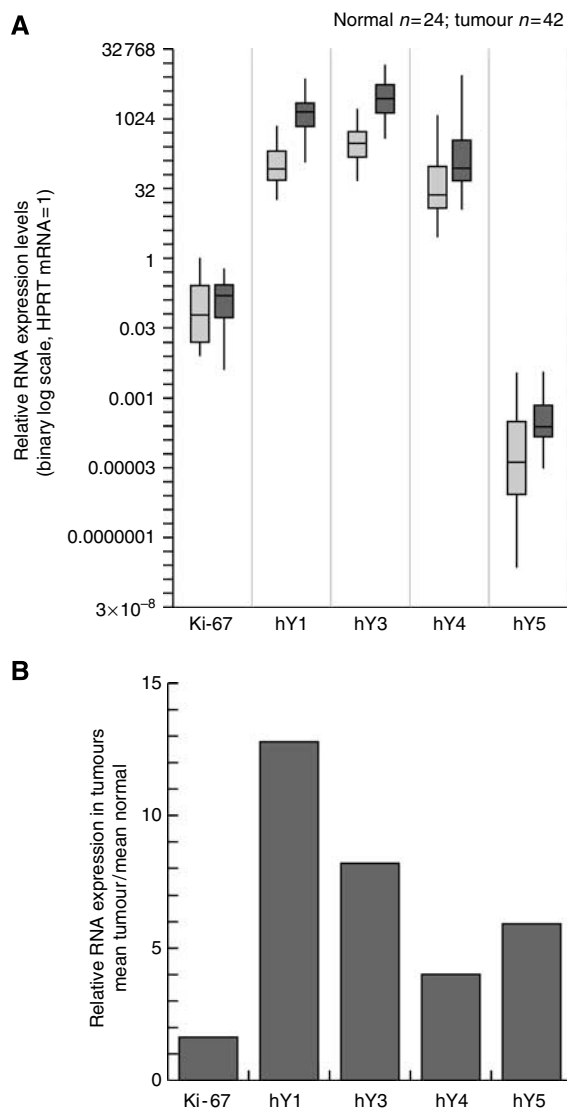 A
Normal n=24; tumour n=42
Relative RNA expression levels
(binary log scale, HPRT mRNA=1)
32 768
1024
32
1
0.03
0.001
0.00003
0.0000001
3×10⁻⁸
Ki-67 hY1 hY3 hY4 hY5
B
Relative RNA expression in tumours
mean tumour/mean normal
15
10
5
0
Ki-67 hY1 hY3 hY4 hY5